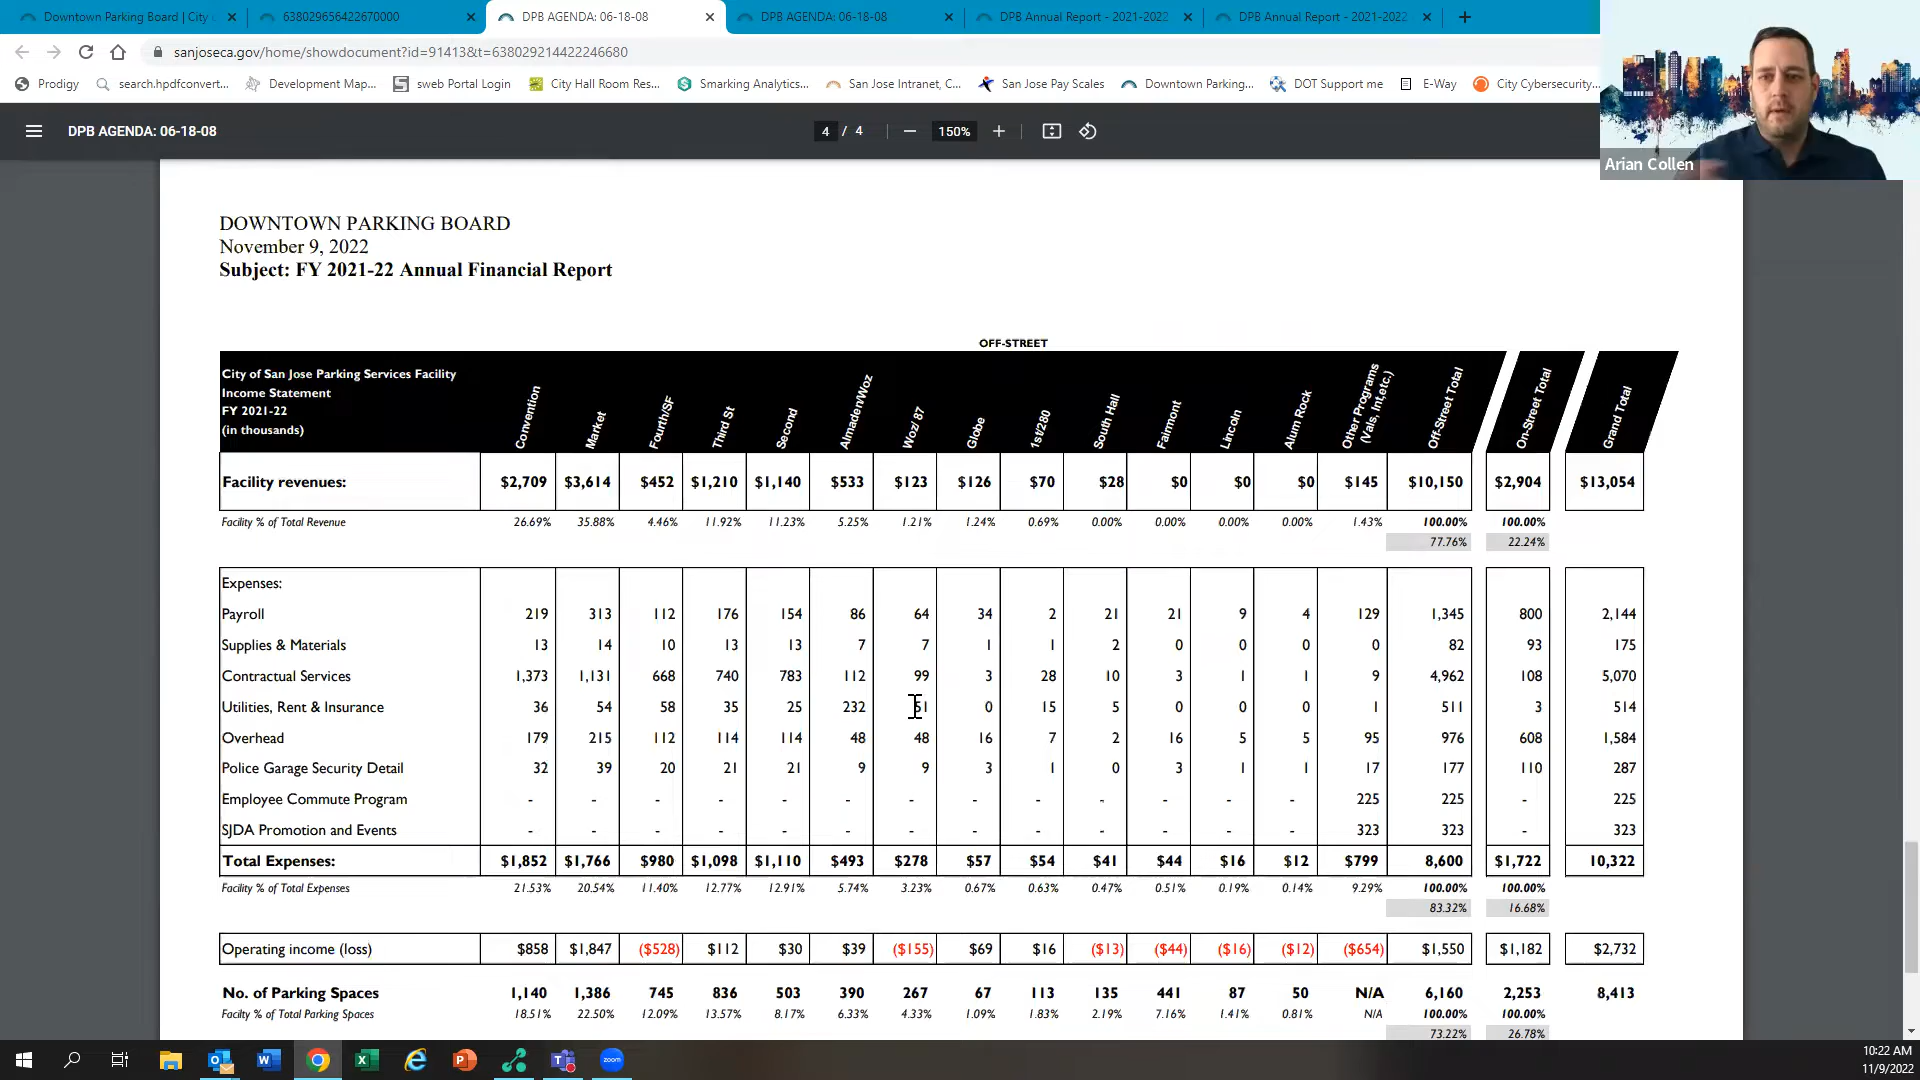 Downtown Parking Board | City
638029656422670000
DPB AGENDA: 06-18-08
DPB AGENDA: 06-18-08
DPB Annual Report - 2021-2022
DPB Annual Report - 2021-2022
sanjoseca.gov/home/showdocument?id=91413&t=638029214422246680
Prodigy
search.hpdfconvert...
Development Map...
sweb Portal Login
City Hall Room Res...
Smarking Analytics...
San Jose Intranet, C...
San Jose Pay Scales
Downtown Parking...
DOT Support me
E-Way
City Cybersecurity...
DPB AGENDA: 06-18-08
4 / 4
150%
Arian Collen
DOWNTOWN PARKING BOARD
November 9, 2022
Subject: FY 2021-22 Annual Financial Report
OFF-STREET
City of San Jose Parking Services Facility
Income Statement
FY 2021-22
(in thousands)
Convention
Market
Fourth/SF
Third St
Second
Almaden/Woz
Woz/ 87
Globe
1st/280
South Hall
Fairmont
Lincoln
Alum Rock
Other Programs
(Vals, Int,etc.)
Off-Street Total
On-Street Total
Grand Total
Facility revenues: $2,709 $3,614 $452 $1,210 $1,140 $533 $123 $126 $70 $28 $0 $0 $0 $145 $10,150 $2,904 $13,054
Facility % of Total Revenue 26.69% 35.88% 4.46% 11.92% 11.23% 5.25% 1.21% 1.24% 0.69% 0.00% 0.00% 0.00% 0.00% 1.43% 100.00% 100.00%
77.76% 22.24%
Expenses:
Payroll 219 313 112 176 154 86 64 34 2 21 21 9 4 129 1,345 800 2,144
Supplies & Materials 13 14 10 13 13 7 7 1 1 2 0 0 0 0 82 93 175
Contractual Services 1,373 1,131 668 740 783 112 99 3 28 10 3 1 1 9 4,962 108 5,070
Utilities, Rent & Insurance 36 54 58 35 25 232 51 0 15 5 0 0 0 1 511 3 514
Overhead 179 215 112 114 114 48 48 16 7 2 16 5 5 95 976 608 1,584
Police Garage Security Detail 32 39 20 21 21 9 9 3 1 0 3 1 1 17 177 110 287
Employee Commute Program - - - - - - - - - - - - - 225 225 - 225
SJDA Promotion and Events - - - - - - - - - - - - - 323 323 - 323
Total Expenses: $1,852 $1,766 $980 $1,098 $1,110 $493 $278 $57 $54 $41 $44 $16 $12 $799 8,600 $1,722 10,322
Facility % of Total Expenses 21.53% 20.54% 11.40% 12.77% 12.91% 5.74% 3.23% 0.67% 0.63% 0.47% 0.51% 0.19% 0.14% 9.29% 100.00% 100.00%
83.32% 16.68%
Operating income (loss) $858 $1,847 ($528) $112 $30 $39 ($155) $69 $16 ($13) ($44) ($16) ($12) ($654) $1,550 $1,182 $2,732
No. of Parking Spaces 1,140 1,386 745 836 503 390 267 67 113 135 441 87 50 N/A 6,160 2,253 8,413
Facility % of Total Parking Spaces 18.51% 22.50% 12.09% 13.57% 8.17% 6.33% 4.33% 1.09% 1.83% 2.19% 7.16% 1.41% 0.81% N/A 100.00% 100.00%
73.22% 26.78%
zoom
10:22 AM
11/9/2022